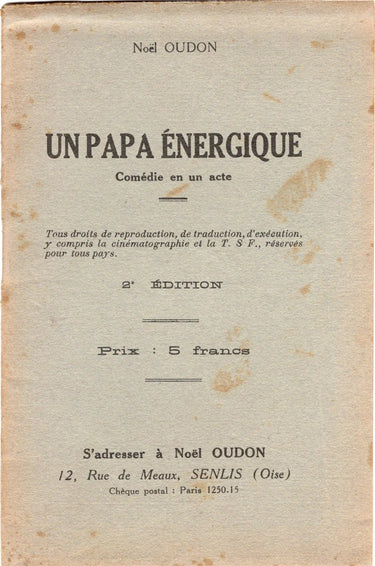 Noël OUDON
UN PAPA ÉNERGIQUE
Comédie en un acte
Tous droits de reproduction, de traduction, d'exécution,
y compris la cinématographie et la T. S F., réservés
pour tous pays.
2e ÉDITION
Prix : 5 francs
S'adresser à Noël OUDON
12, Rue de Meaux, SENLIS (Oise)
Chèque postal : Paris 1250.15